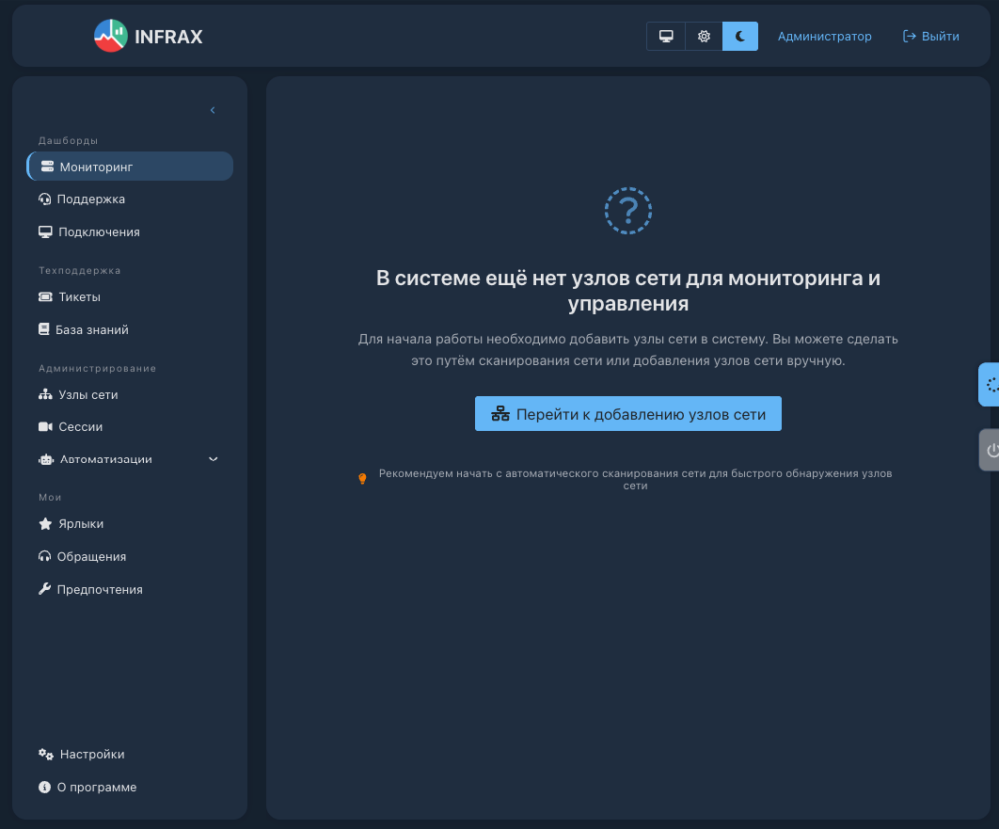 INFRAX
Администратор
Выйти
Дашборды
Мониторинг
Поддержка
Подключения
Техподдержка
Тикеты
База знаний
Администрирование
Узлы сети
Сессии
Автоматизации
Мои
Ярлыки
Обращения
Предпочтения
Настройки
О программе
В системе ещё нет узлов сети для мониторинга и
управления
Для начала работы необходимо добавить узлы сети в систему. Вы можете сделать
это путём сканирования сети или добавления узлов сети вручную.
Перейти к добавлению узлов сети
Рекомендуем начать с автоматического сканирования сети для быстрого обнаружения узлов
сети